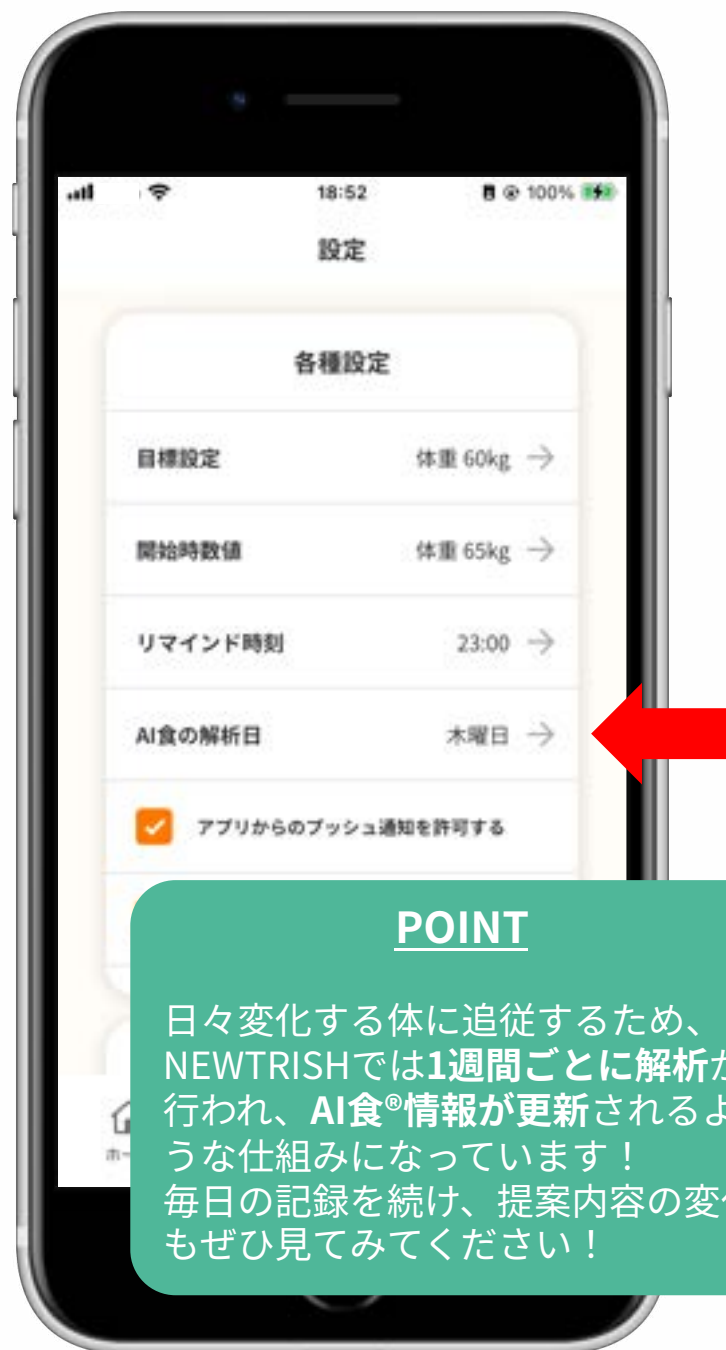 18:52
100%
設定
各種設定
目標設定 体重 60kg →
開始時数値 体重 65kg →
リマインド時刻 23:00 →
AI食の解析日 木曜日 →
アプリからのプッシュ通知を許可する
POINT
日々変化する体に追従するため、
NEWTRISHでは1週間ごとに解析が
行われ、AI食®情報が更新されるよ
うな仕組みになっています！
毎日の記録を続け、提案内容の変化
もぜひ見てみてください！